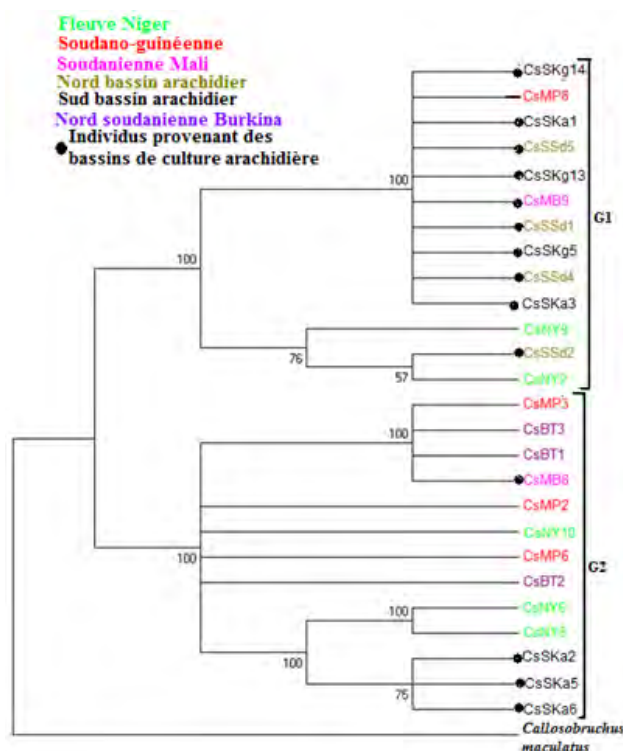 Fleuve Niger
Soudano-guinéenne
Soudanienne Mali
Nord bassin arachidier
Sud bassin arachidier
Nord soudanienne Burkina
Individus provenant des
bassins de culture arachidière
CsSKg14
CsMP8
CsSKa1
CsSSd5
100
CsSKg13
CsMB9
CsSSd1
G1
CsSKg5
CsSSd4
100
CsSKa3
CsNY9
76
CsSSd2
57
CsMP3
100
CsBT3
CsBT1
CsMB6
CsMP2
CsNY10
100
CsMP6
G2
CsBT2
100
CsNY6
100
CsSKa2
75
CsSKa5
CsSKa6
Callosobruchus
maculatus